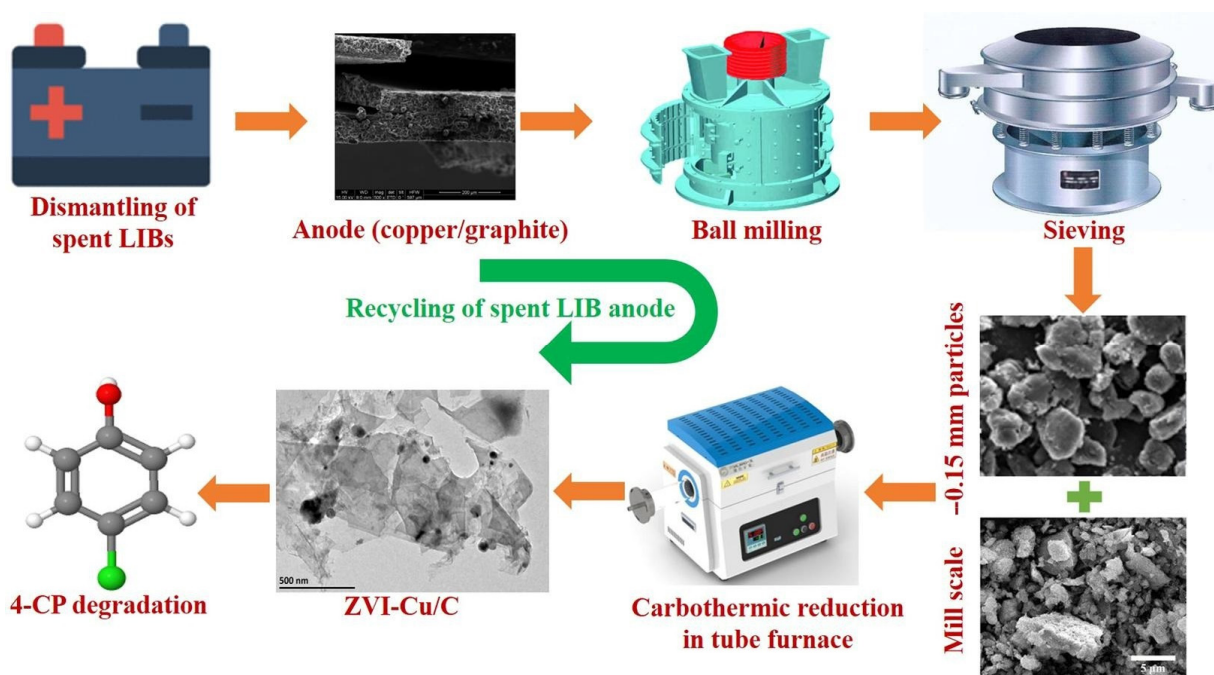 Dismantling of
spent LIBs
Anode (copper/graphite)
200 µm
Ball milling
Sieving
Recycling of spent LIB anode
--0.15 mm particles
Mill scale
5 µm
Carbothermic reduction
in tube furnace
500 nm
ZVI-Cu/C
4-CP degradation